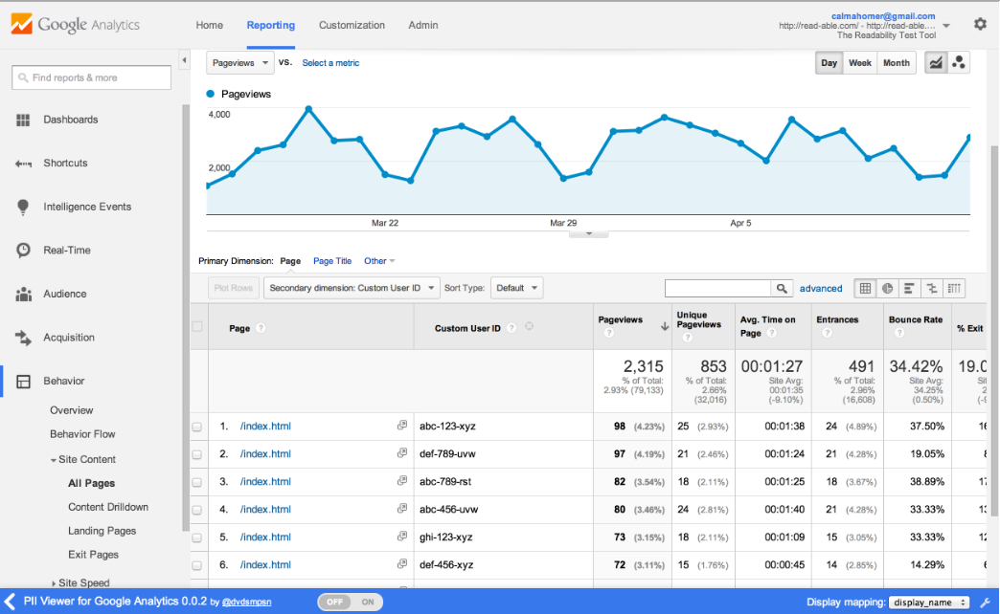 Google Analytics
Home Reporting Customization Admin
calmahomer@gmail.com
http://read-able.com/ - http://read-able....
The Readability Test Tool
Find reports & more
Dashboards
Shortcuts
Intelligence Events
Real-Time
Audience
Acquisition
Behavior
Overview
Behavior Flow
Site Content
All Pages
Content Drilldown
Landing Pages
Exit Pages
Site Speed
Pageviews VS. Select a metric
Day Week Month
Pageviews
4,000
2,000
Mar 22 Mar 29 Apr 5
Primary Dimension: Page Page Title Other
Plot Rows Secondary dimension: Custom User ID Sort Type: Default advanced
Page ? Custom User ID ? Pageviews ? Unique Pageviews ? Avg. Time on Page ? Entrances ? Bounce Rate ? % Exit
2,315 853 00:01:27 491 34.42% 19.0
% of Total: % of Total: Site Avg: % of Total: Site Avg:
2.93% (79,133) 2.66% (32,016) 00:01:35 (-9.10%) 2.96% (16,608) 34.25% (0.50%)
1. /index.html abc-123-xyz 98 (4.23%) 25 (2.93%) 00:01:38 24 (4.89%) 37.50%
2. /index.html def-789-uvw 97 (4.19%) 21 (2.46%) 00:01:24 21 (4.28%) 19.05%
3. /index.html abc-789-rst 82 (3.54%) 18 (2.11%) 00:01:25 18 (3.67%) 38.89%
4. /index.html abc-456-uvw 80 (3.46%) 24 (2.81%) 00:01:40 21 (4.28%) 33.33%
5. /index.html ghi-123-xyz 73 (3.15%) 18 (2.11%) 00:01:09 15 (3.05%) 33.33%
6. /index.html def-456-xyz 72 (3.11%) 15 (1.76%) 00:00:45 14 (2.85%) 14.29%
PII Viewer for Google Analytics 0.0.2 by @dvdsmpsn OFF ON Display mapping: display_name